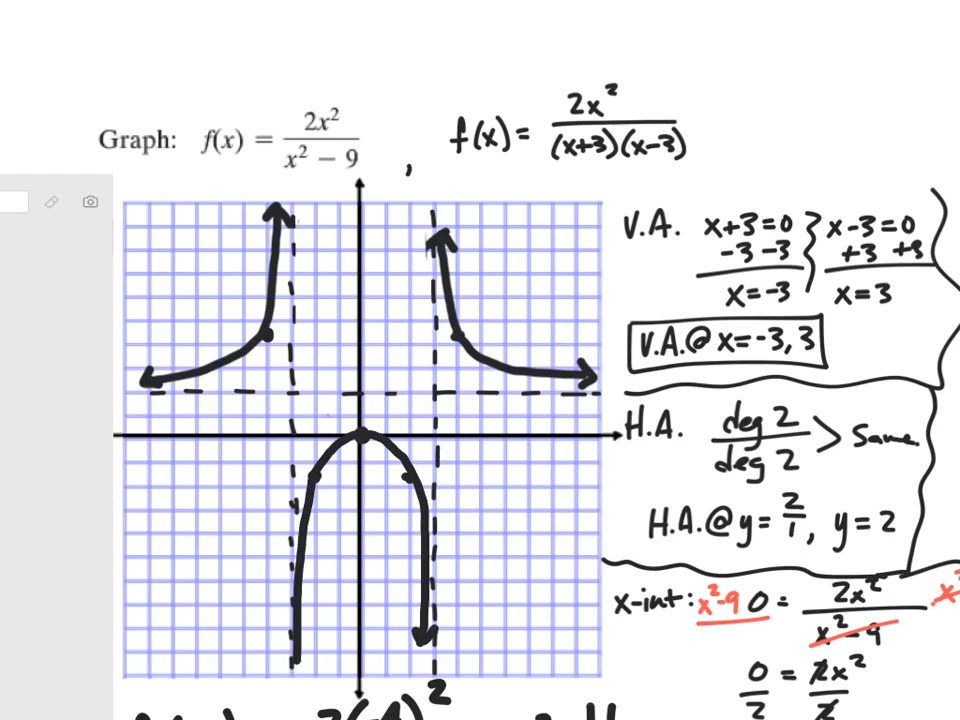 Graph: f(x) = 2x² / x² − 9 , f(x) = 2x² / (x+3)(x-3)
V.A. x+3=0 } x-3=0
-3 -3 +3 +3
x=-3 x=3
V.A.@ x=-3, 3
H.A. deg 2 / deg 2 > Same.
H.A.@ y= 2/1, y=2
x-int: x²-9 0 = 2x² / x²-9
0 = 2x²
2 2